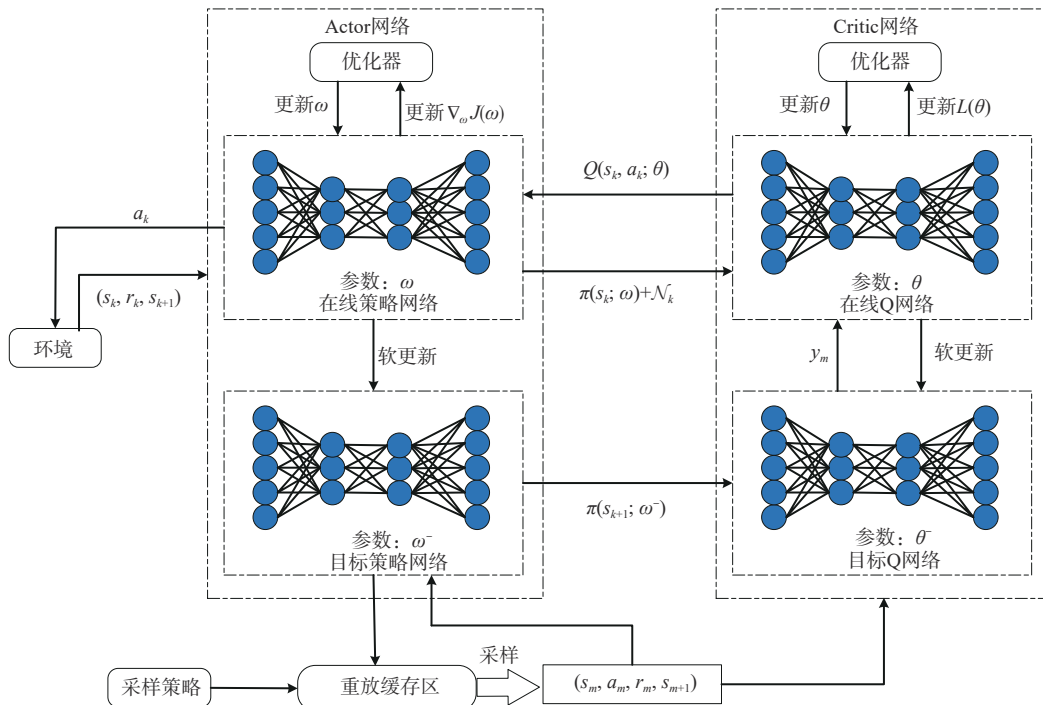 Actor网络
优化器
更新ω
更新∇ωJ(ω)
参数：ω
在线策略网络
软更新
参数：ω⁻
目标策略网络
aₖ
(sₖ, rₖ, sₖ₊₁)
环境
Q(sₖ, aₖ; θ)
π(sₖ; ω)+𝒩ₖ
π(sₖ₊₁; ω⁻)
Critic网络
优化器
更新θ
更新L(θ)
参数：θ
在线Q网络
yₘ
软更新
参数：θ⁻
目标Q网络
采样策略
重放缓存区
采样
(sₘ, aₘ, rₘ, sₘ₊₁)